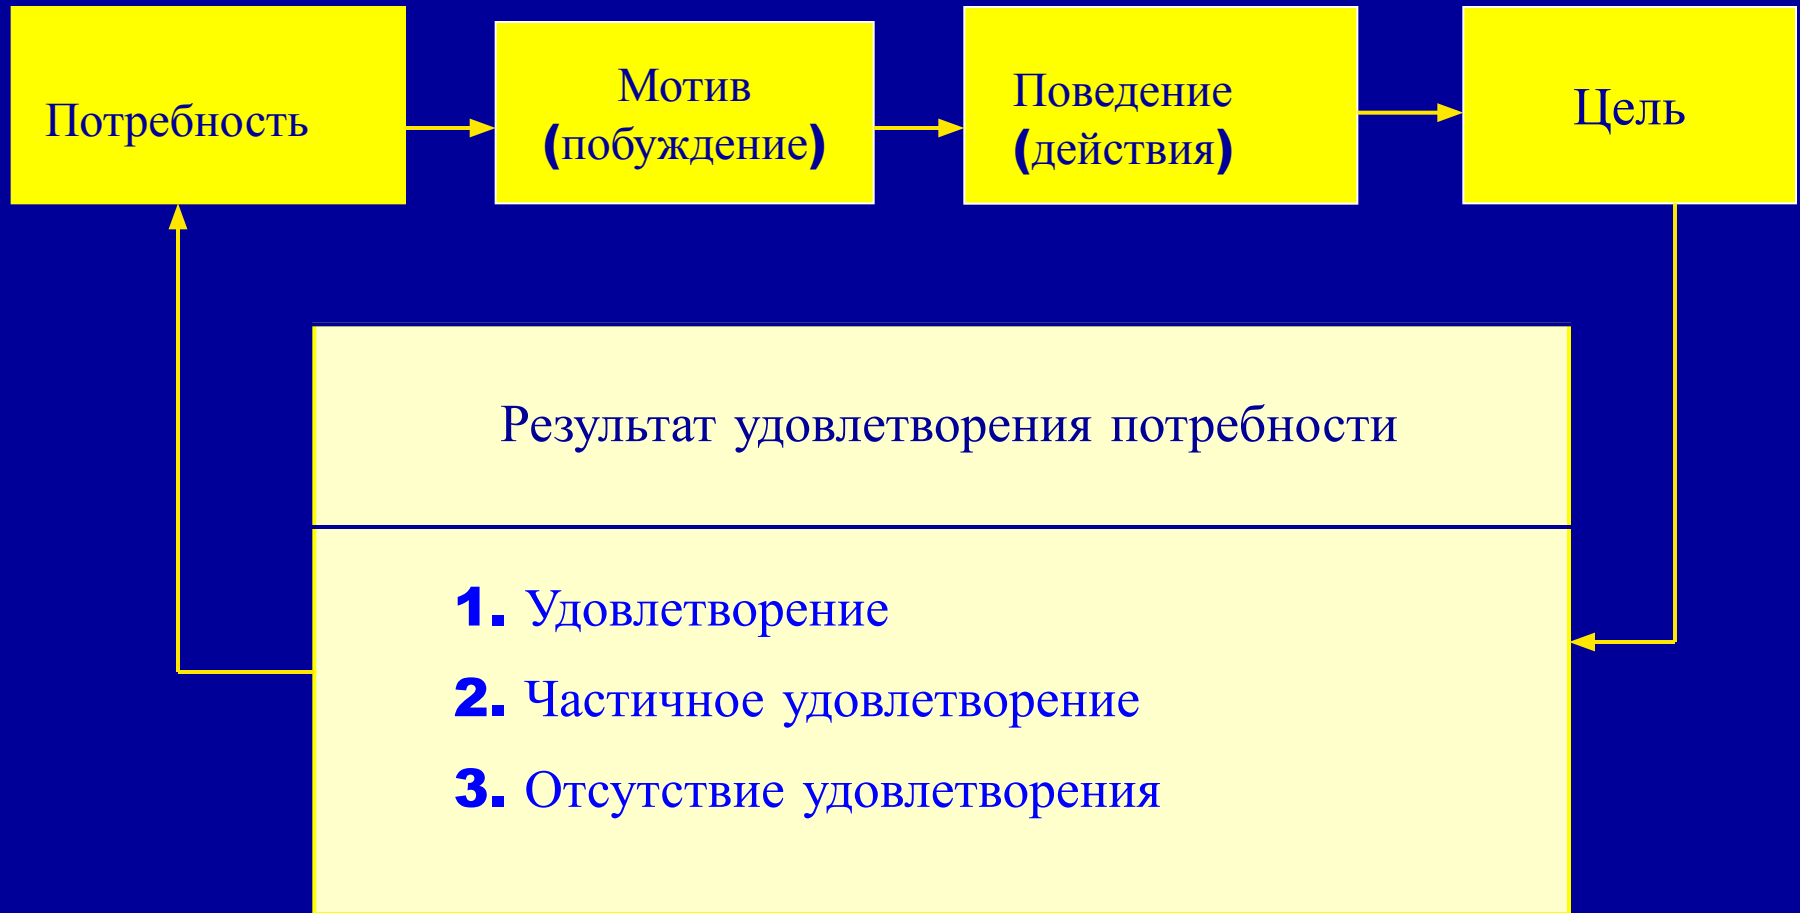 Потребность
Мотив
(побуждение)
Поведение
(действия)
Цель
Результат удовлетворения потребности
1. Удовлетворение
2. Частичное удовлетворение
3. Отсутствие удовлетворения